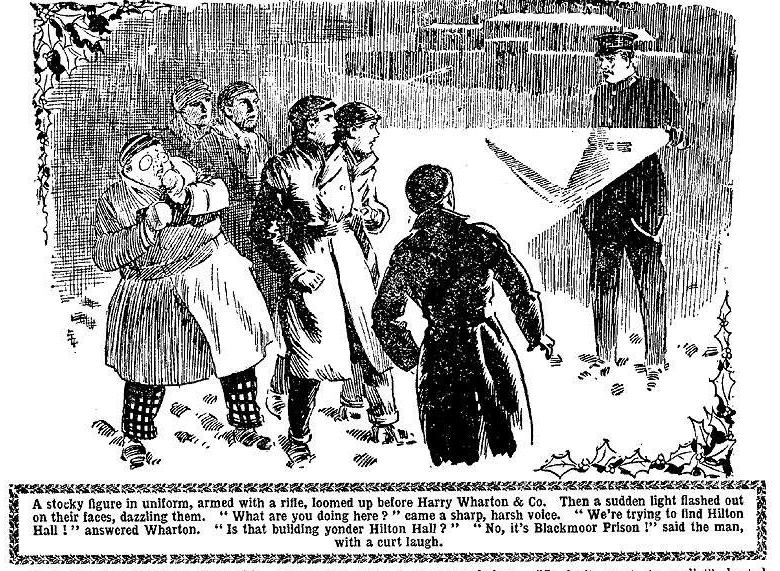 A stocky figure in uniform, armed with a rifle, loomed up before Harry Wharton & Co. Then a sudden light flashed out
on their faces, dazzling them. "What are you doing here?" came a sharp, harsh voice. "We're trying to find Hilton
Hall!" answered Wharton. "Is that building yonder Hilton Hall?" "No, it's Blackmoor Prison!" said the man,
with a curt laugh.